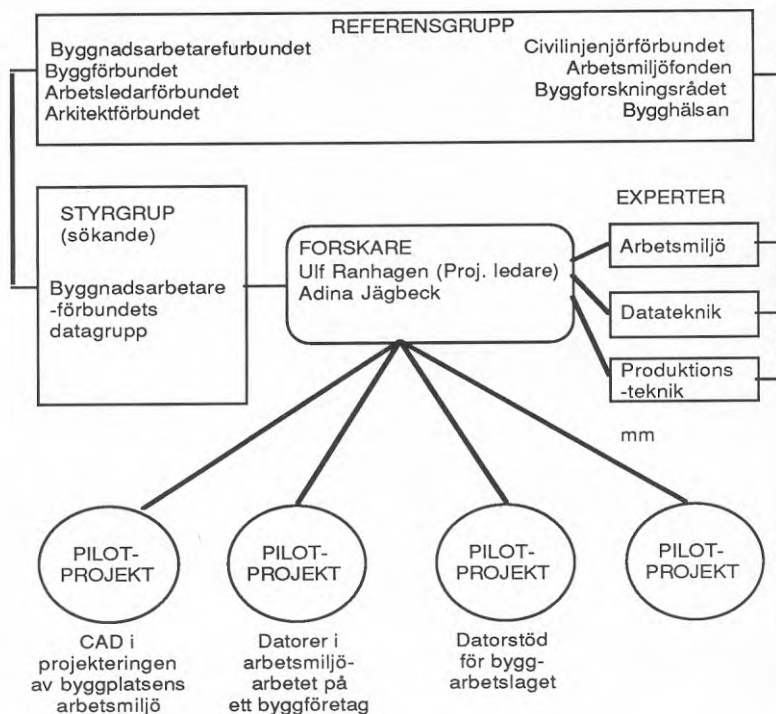 REFERENSGRUPP
Byggnadsarbetarefurbundet
Byggförbundet
Arbetsledarförbundet
Arkitektförbundet
Civilinjenjörförbundet
Arbetsmiljöfonden
Byggforskningsrådet
Bygghälsan
STYRGRUP
(sökande)
Byggnadsarbetare
-förbundets
datagrupp
FORSKARE
Ulf Ranhagen (Proj. ledare)
Adina Jägbeck
EXPERTER
Arbetsmiljö
Datateknik
Produktions
-teknik
mm
PILOT-
PROJEKT
CAD i
projekteringen
av byggplatsens
arbetsmiljö
PILOT-
PROJEKT
Datorer i
arbetsmiljö-
arbetet på
ett byggföretag
PILOT-
PROJEKT
Datorstöd
för bygg-
arbetslaget
PILOT-
PROJEKT